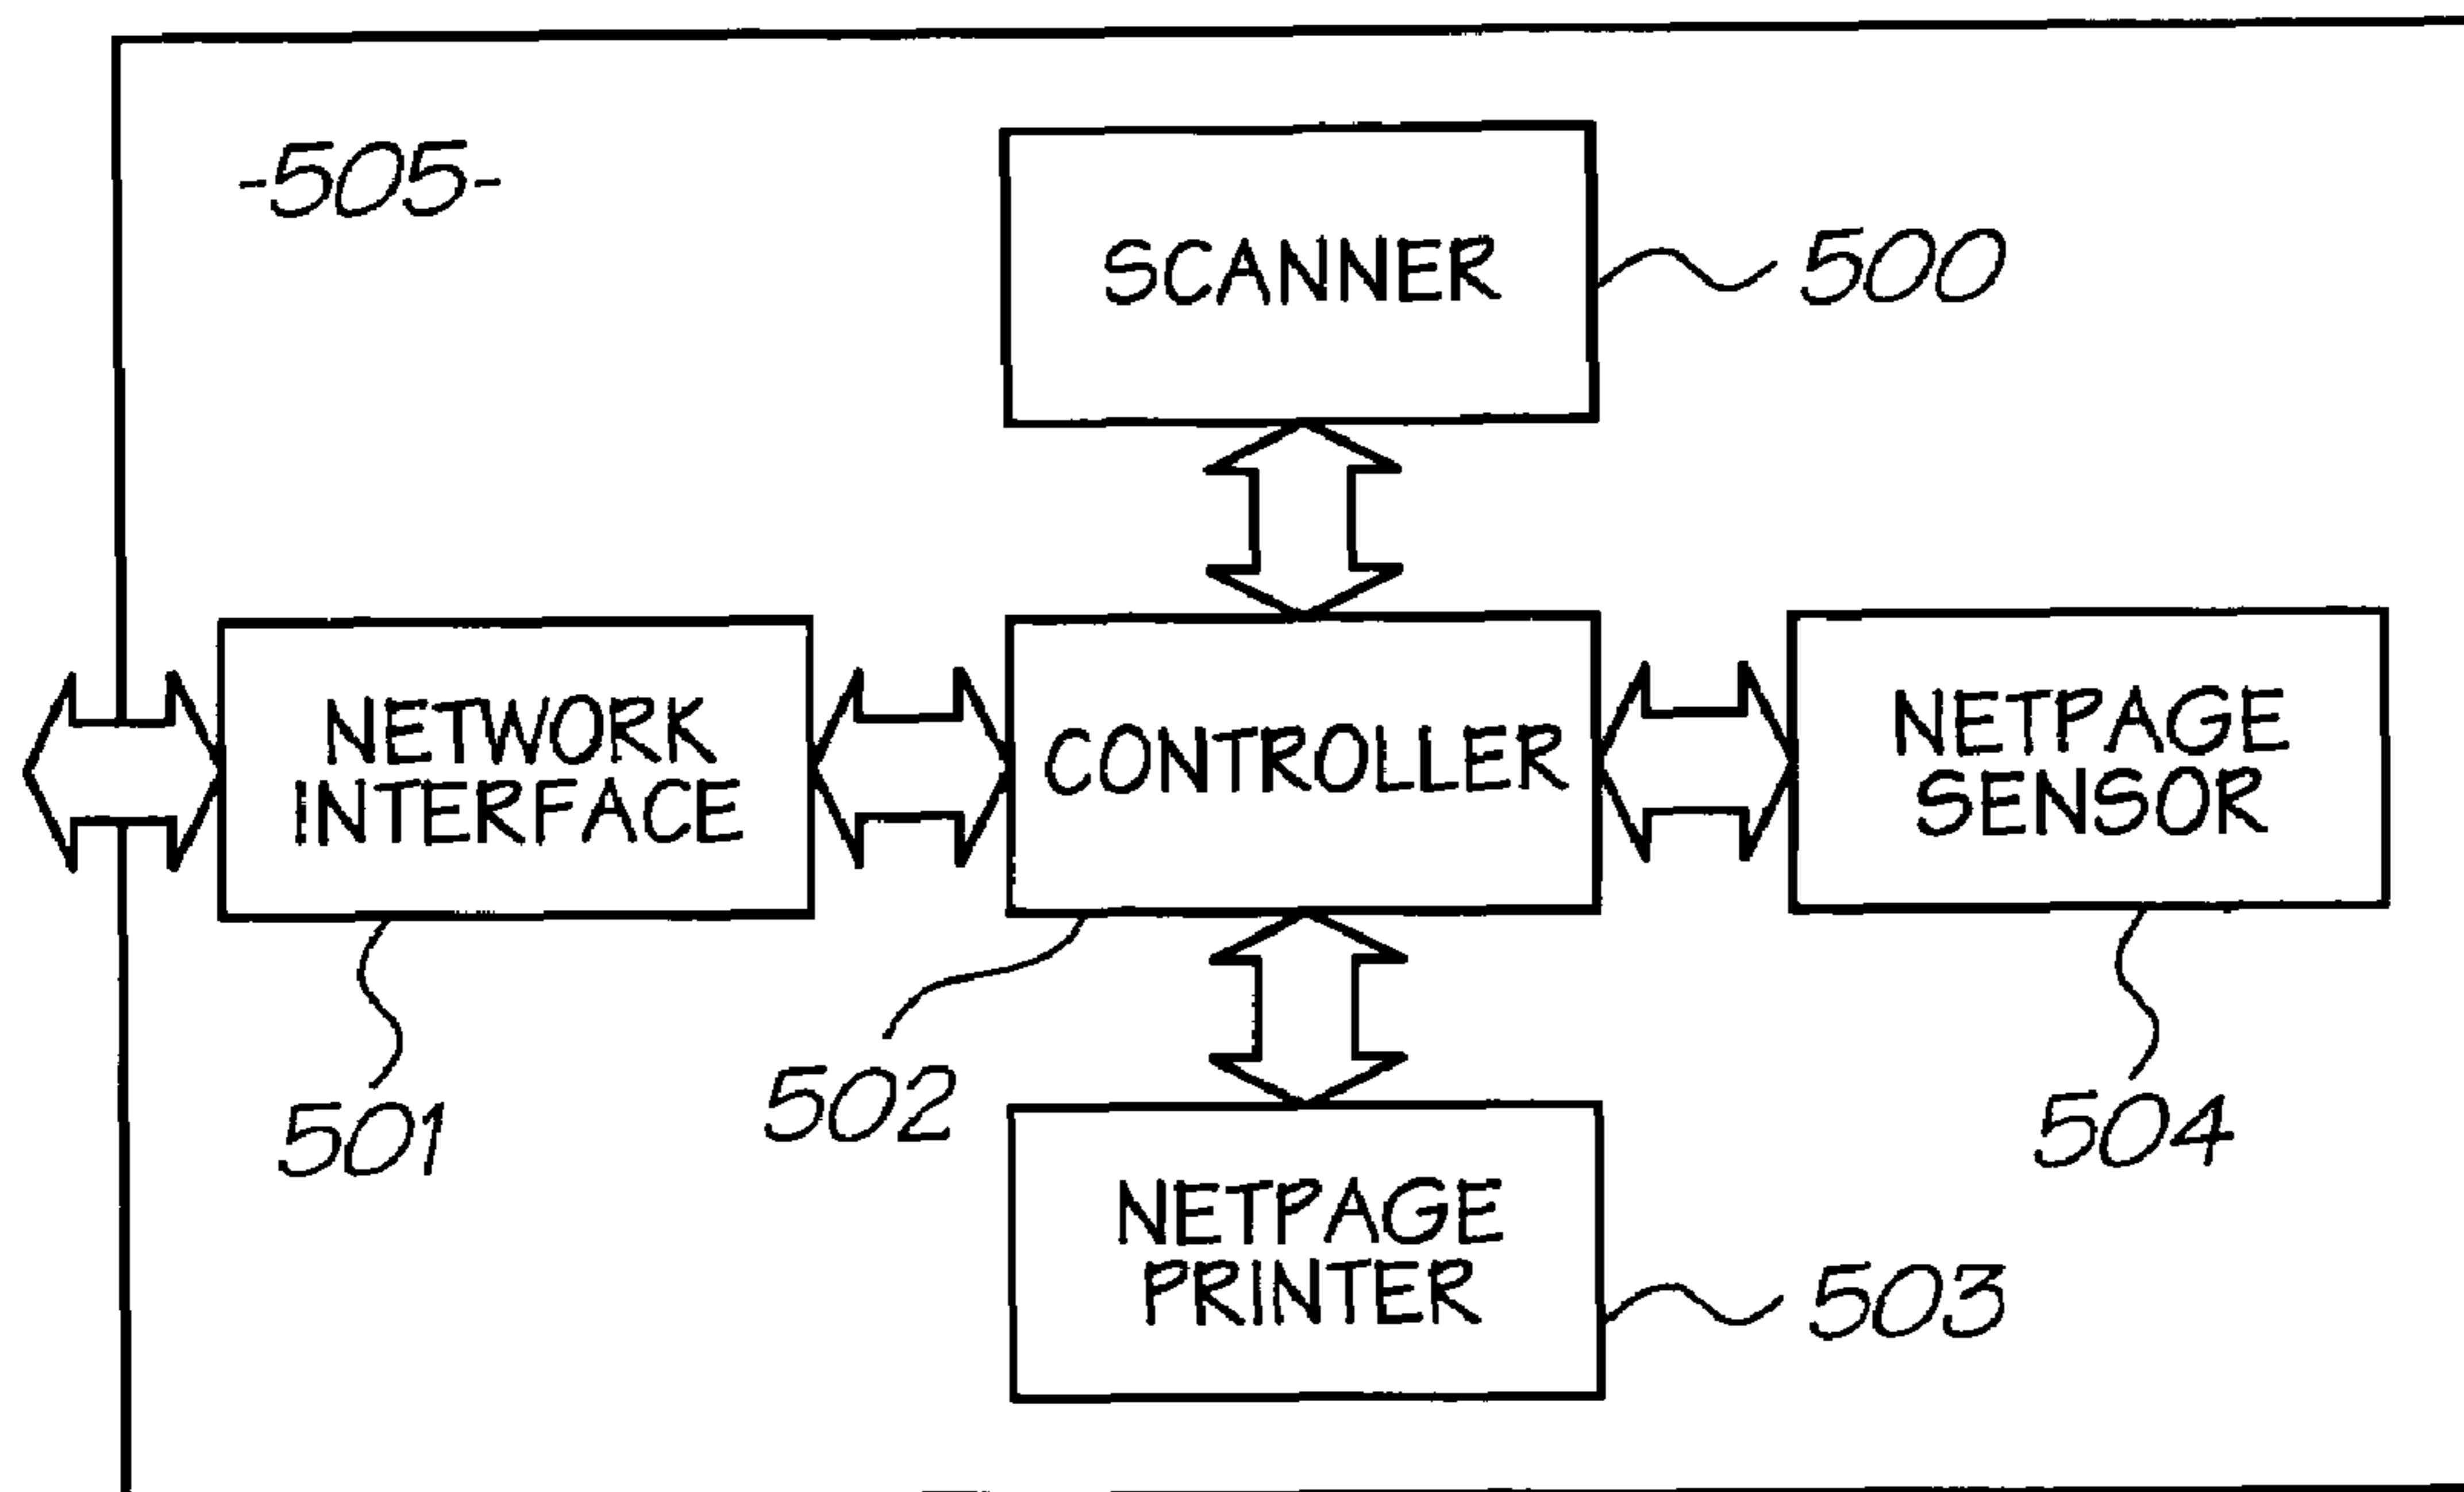 -505-
SCANNER
500
NETWORK
INTERFACE
CONTROLLER
NETPAGE
SENSOR
501
502
504
NETPAGE
PRINTER
503